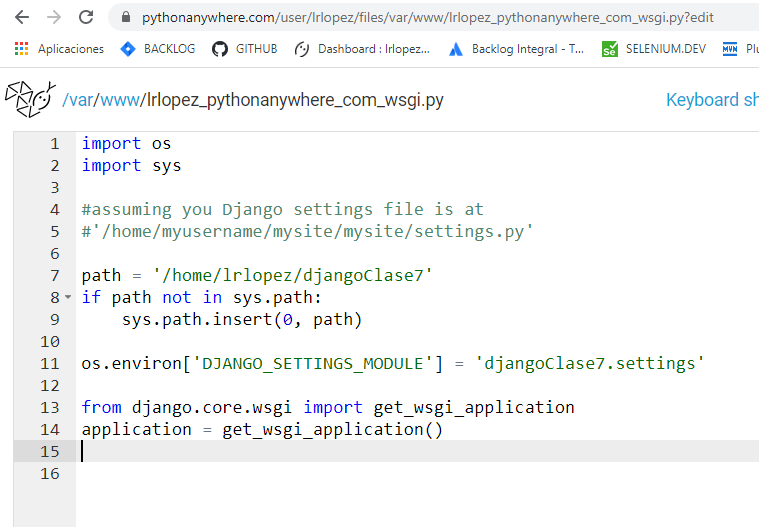 pythonanywhere.com/user/lrlopez/files/var/www/lrlopez_pythonanywhere_com_wsgi.py?edit
Aplicaciones BACKLOG GITHUB Dashboard : lrlopez... Backlog Integral - T... Se SELENIUM.DEV MVN
/var/www/lrlopez_pythonanywhere_com_wsgi.py Keyboard
1 import os
2 import sys
3
4 #assuming you Django settings file is at
5 #'/home/myusername/mysite/mysite/settings.py'
6
7 path = '/home/lrlopez/djangoClase7'
8 if path not in sys.path:
9 sys.path.insert(0, path)
10
11 os.environ['DJANGO_SETTINGS_MODULE'] = 'djangoClase7.settings'
12
13 from django.core.wsgi import get_wsgi_application
14 application = get_wsgi_application()
15
16